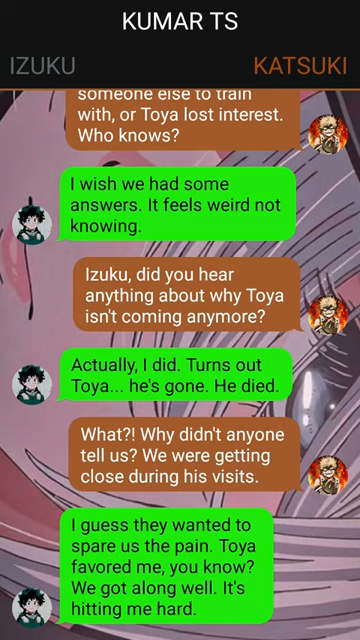 KUMAR TS
IZUKU
KATSUKI
someone else to train
with, or Toya lost interest.
Who knows?
I wish we had some
answers. It feels weird not
knowing.
Izuku, did you hear
anything about why Toya
isn't coming anymore?
Actually, I did. Turns out
Toya... he's gone. He died.
What?! Why didn't anyone
tell us? We were getting
close during his visits.
I guess they wanted to
spare us the pain. Toya
favored me, you know?
We got along well. It's
hitting me hard.